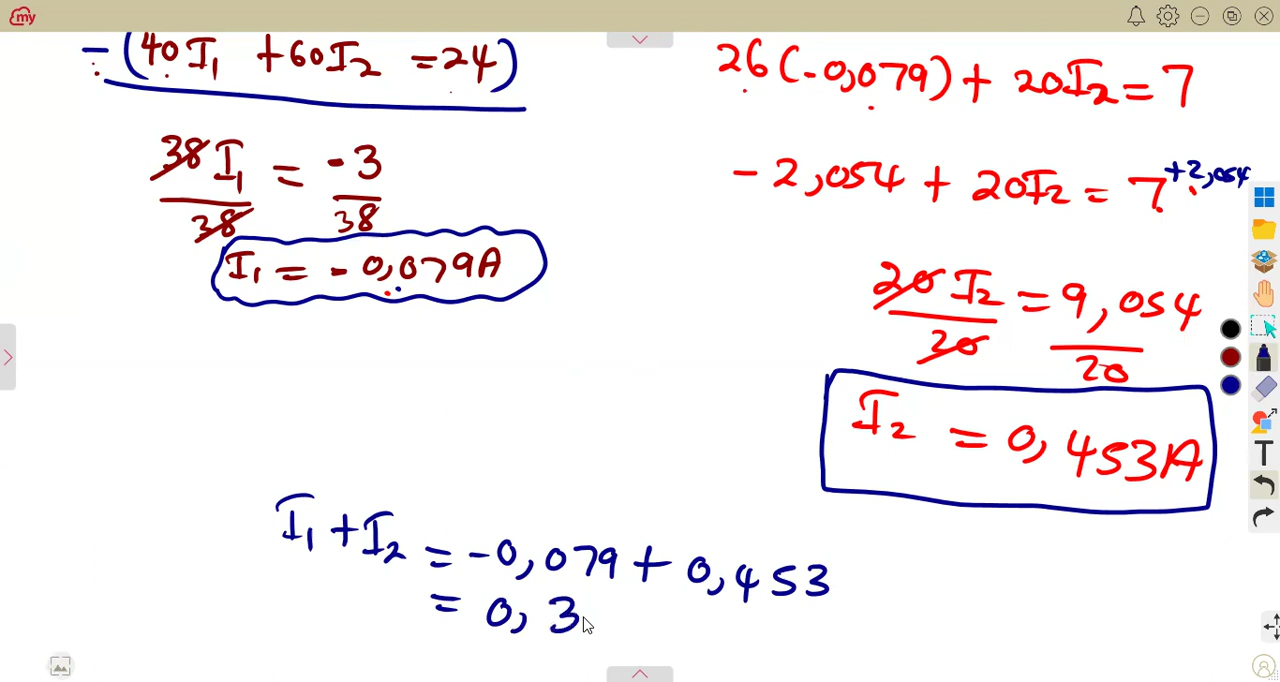 my
-(40I₁ +60I₂ =24)
38I₁ = -3
38 38
I₁ = -0,079A
26(-0,079) + 20I₂ = 7
-2,054 + 20I₂ = 7 +2,054
20I₂ = 9,054
20 20
I₂ = 0,453A
I₁ + I₂ = -0,079 + 0,453
= 0,3
T